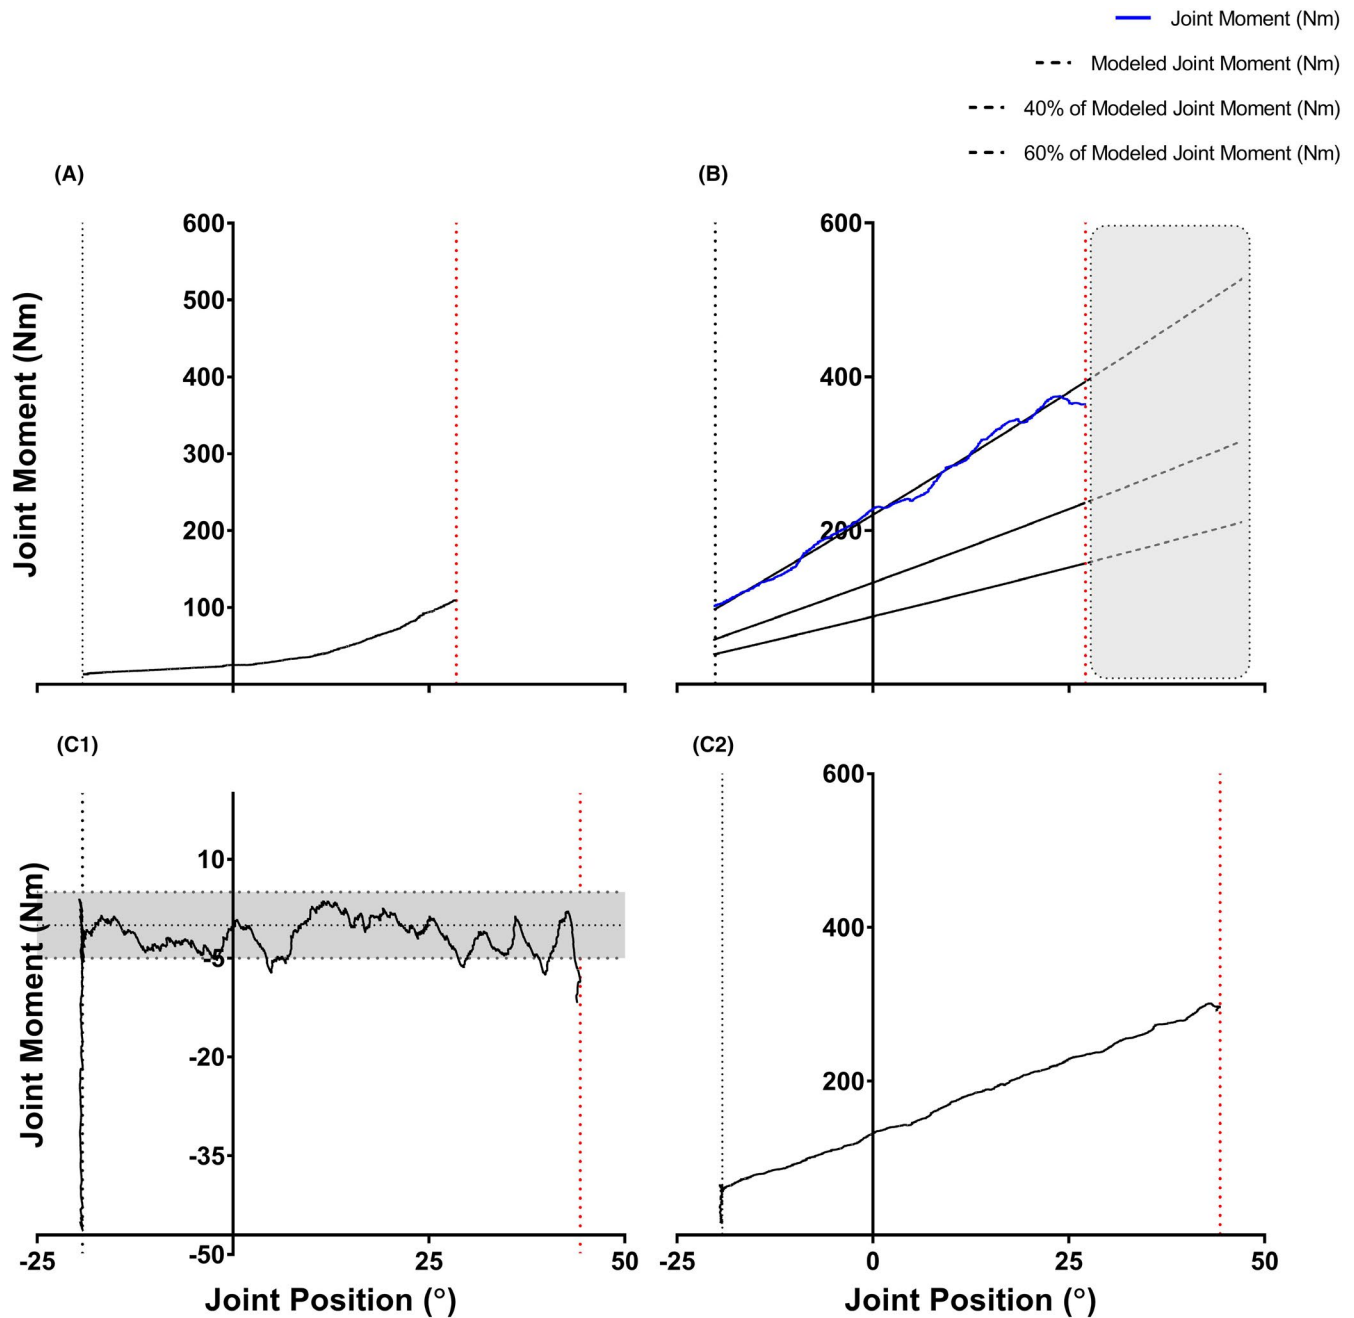 Joint Moment (Nm)
Modeled Joint Moment (Nm)
40% of Modeled Joint Moment (Nm)
60% of Modeled Joint Moment (Nm)
(A)
600
500
400
300
200
100
Joint Moment (Nm)
(B)
600
400
200
(C1)
10
-5
-20
-35
-50
-25
25
50
Joint Moment (Nm)
Joint Position (°)
(C2)
600
400
200
-25
0
25
50
Joint Position (°)